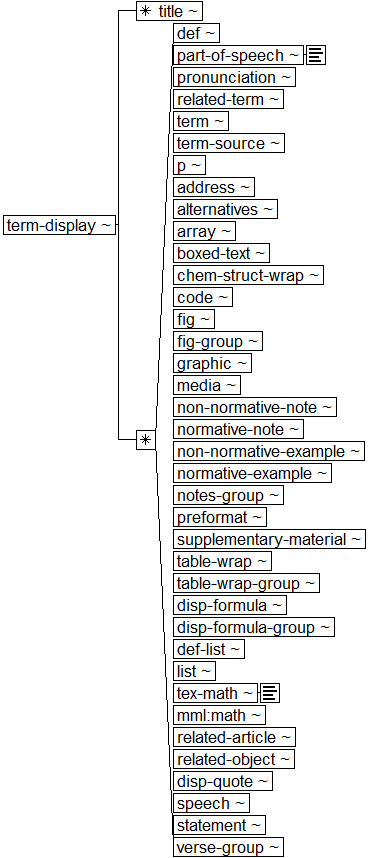 ✳ title ~
def ~
part-of-speech ~
pronunciation ~
related-term ~
term ~
term-source ~
p ~
address ~
alternatives ~
term-display ~
array ~
boxed-text ~
chem-struct-wrap ~
code ~
fig ~
fig-group ~
graphic ~
media ~
non-normative-note ~
normative-note ~
✳
non-normative-example ~
normative-example ~
notes-group ~
preformat ~
supplementary-material ~
table-wrap ~
table-wrap-group ~
disp-formula ~
disp-formula-group ~
def-list ~
list ~
tex-math ~
mml:math ~
related-article ~
related-object ~
disp-quote ~
speech ~
statement ~
verse-group ~